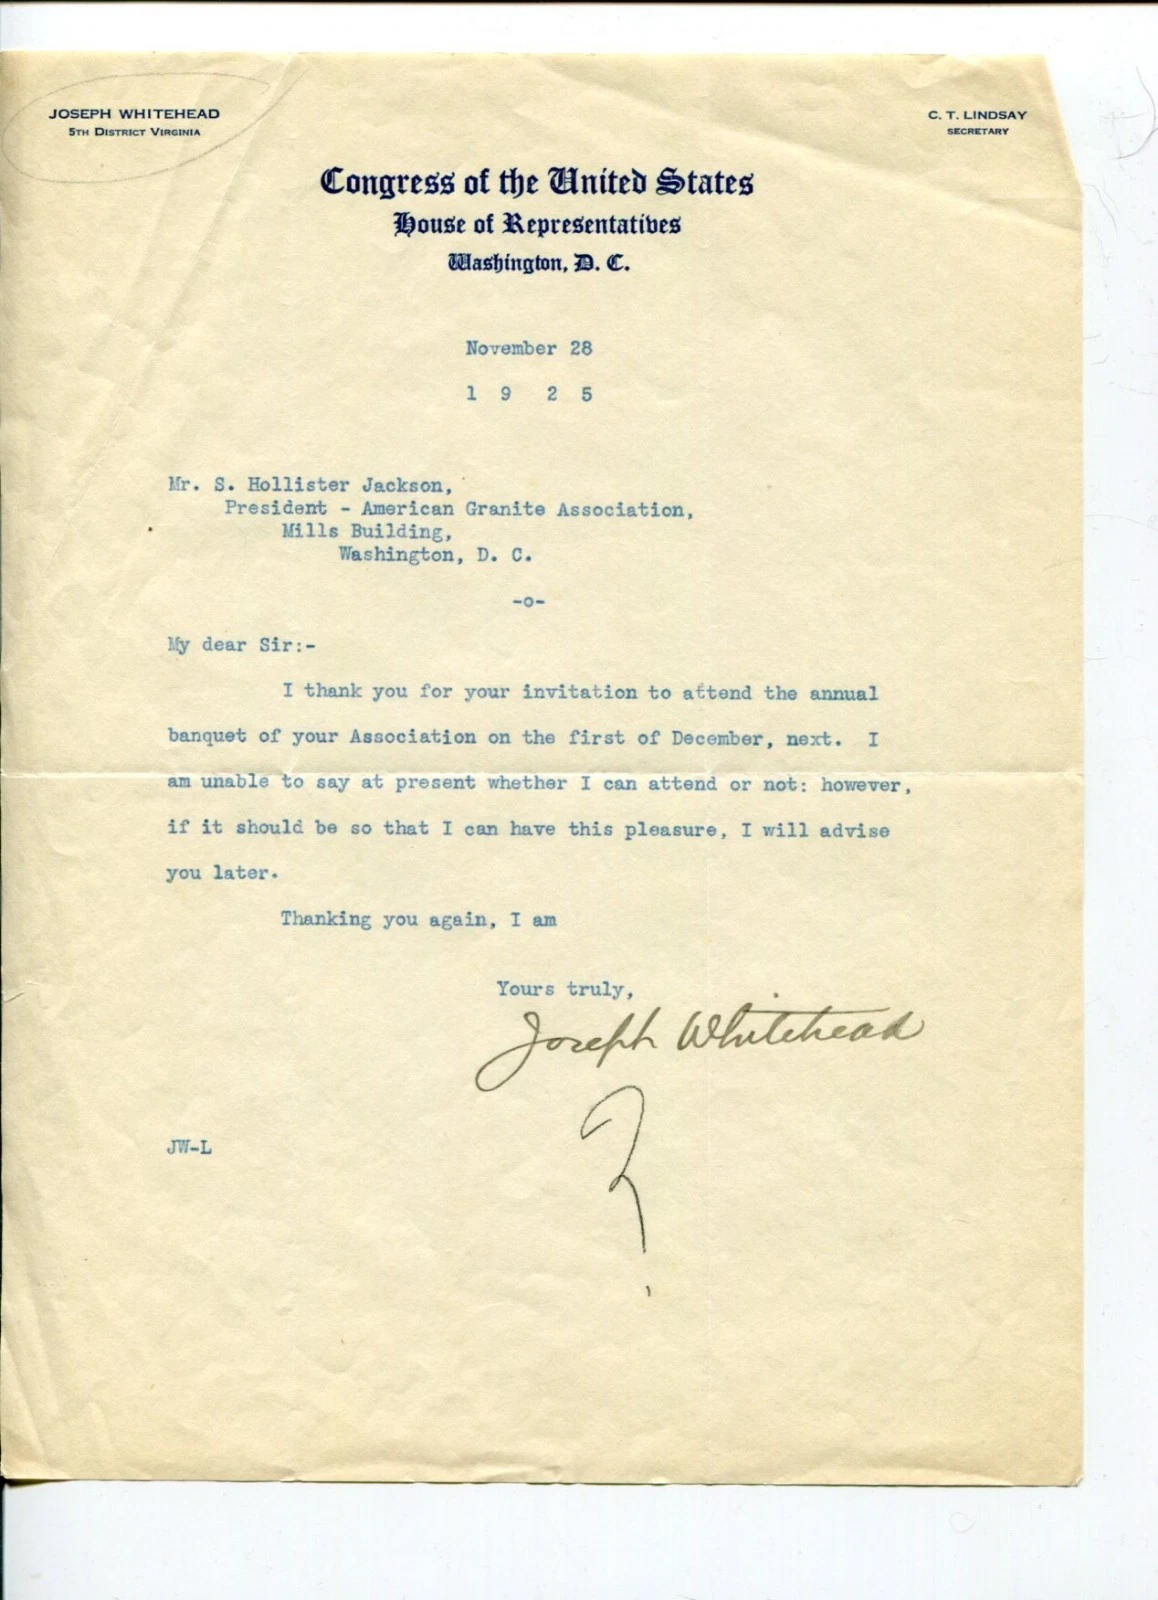 JOSEPH WHITEHEAD
5TH DISTRICT VIRGINIA
C. T. LINDSAY
SECRETARY
Congress of the United States
House of Representatives
Washington, D. C.
November 28
1 9 2 5
Mr. S. Hollister Jackson,
President - American Granite Association,
Mills Building,
Washington, D. C.
-o-
My dear Sir:-
I thank you for your invitation to attend the annual
banquet of your Association on the first of December, next. I
am unable to say at present whether I can attend or not: however,
if it should be so that I can have this pleasure, I will advise
you later.
Thanking you again, I am
Yours truly,
Joseph Whitehead
?
JW-L